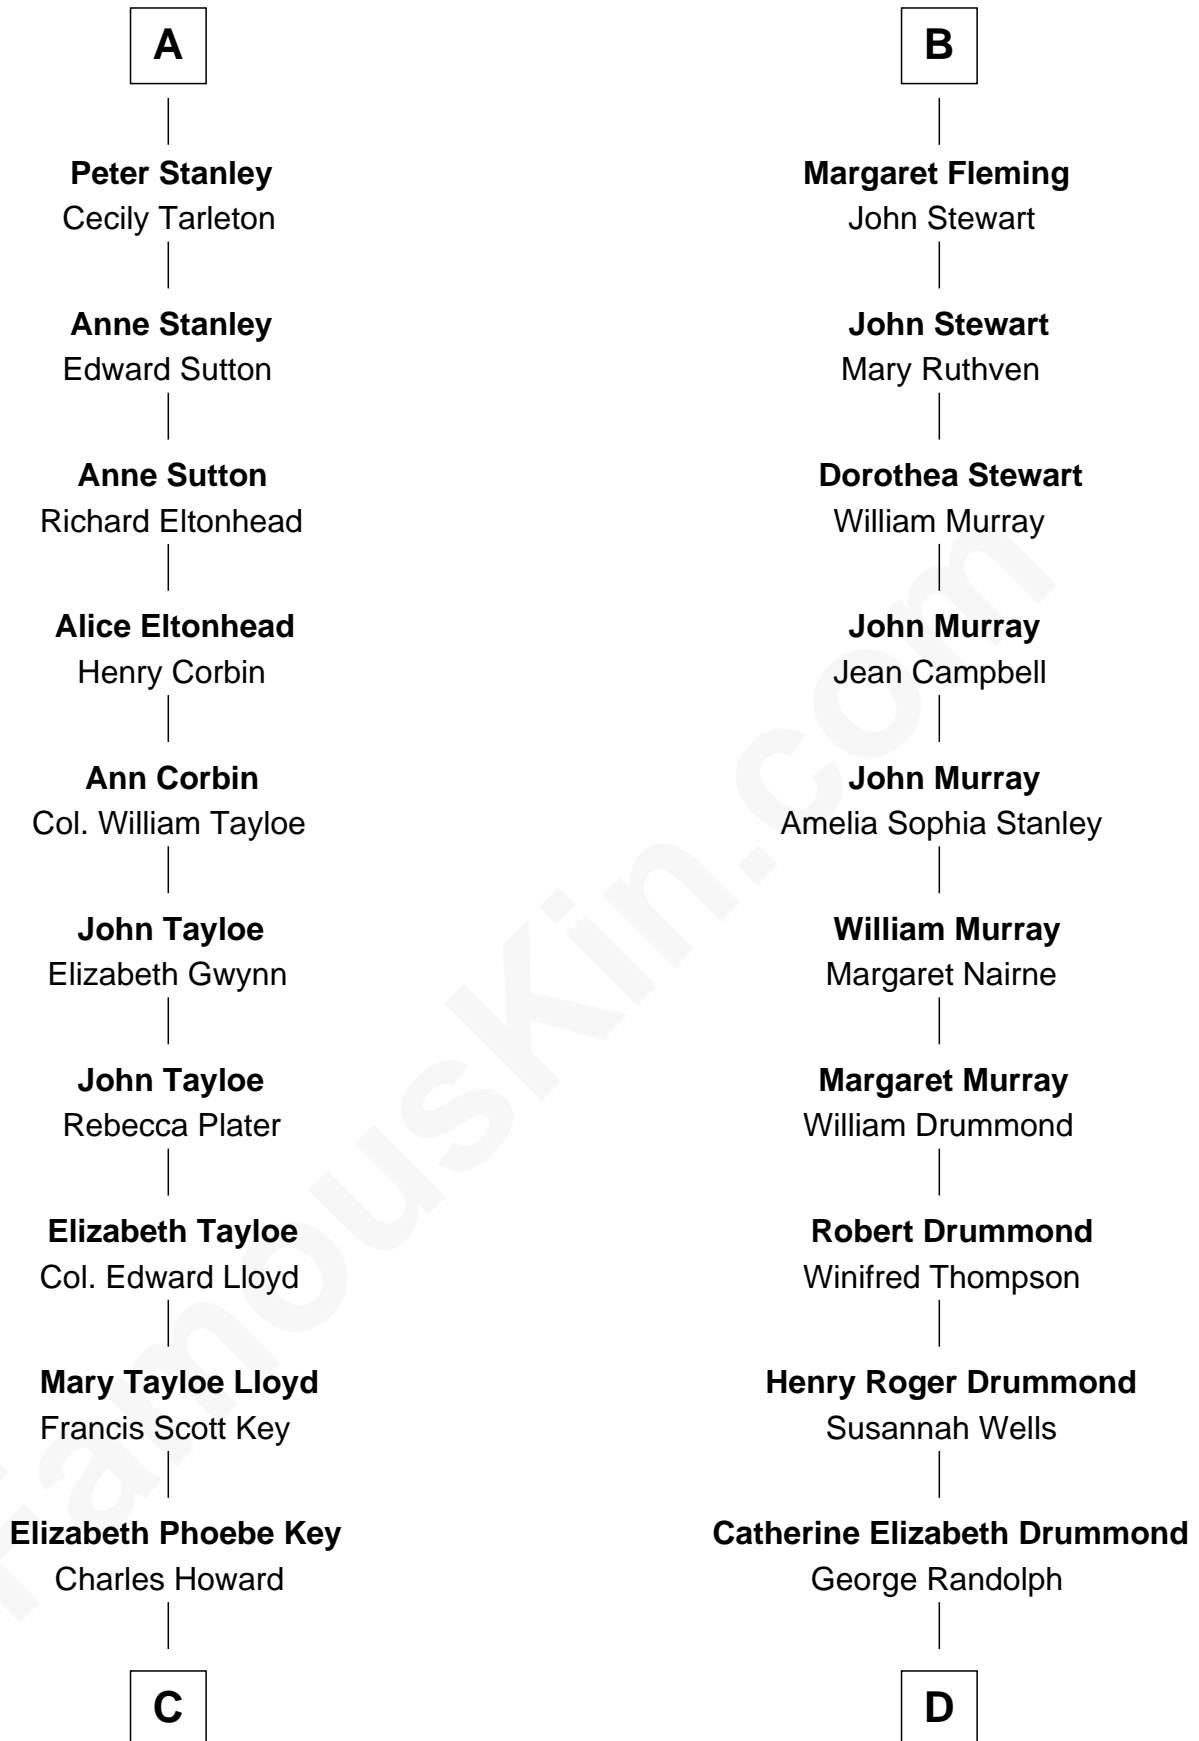 A
Peter Stanley
Cecily Tarleton
Anne Stanley
Edward Sutton
Anne Sutton
Richard Eltonhead
Alice Eltonhead
Henry Corbin
Ann Corbin
Col. William Tayloe
John Tayloe
Elizabeth Gwynn
John Tayloe
Rebecca Plater
Elizabeth Tayloe
Col. Edward Lloyd
Mary Tayloe Lloyd
Francis Scott Key
Elizabeth Phoebe Key
Charles Howard
C
B
Margaret Fleming
John Stewart
John Stewart
Mary Ruthven
Dorothea Stewart
William Murray
John Murray
Jean Campbell
John Murray
Amelia Sophia Stanley
William Murray
Margaret Nairne
Margaret Murray
William Drummond
Robert Drummond
Winifred Thompson
Henry Roger Drummond
Susannah Wells
Catherine Elizabeth Drummond
George Randolph
D
FamousKin.com